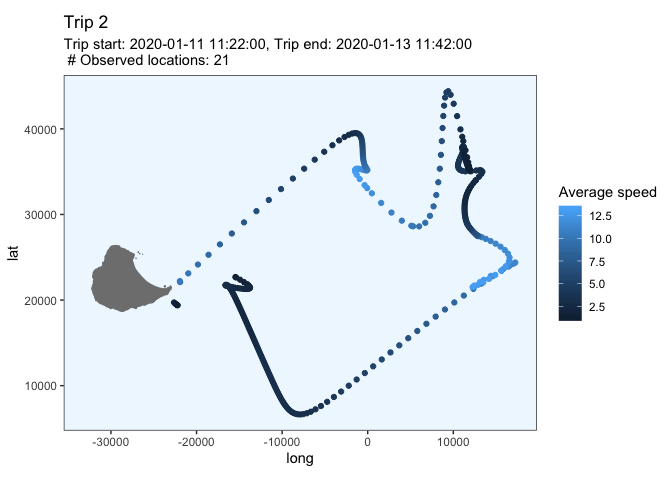 Trip 2
Trip start: 2020-01-11 11:22:00, Trip end: 2020-01-13 11:42:00
# Observed locations: 21
40000
30000
20000
10000
lat
-30000 -20000 -10000 0 10000
long
Average speed
12.5
10.0
7.5
5.0
2.5